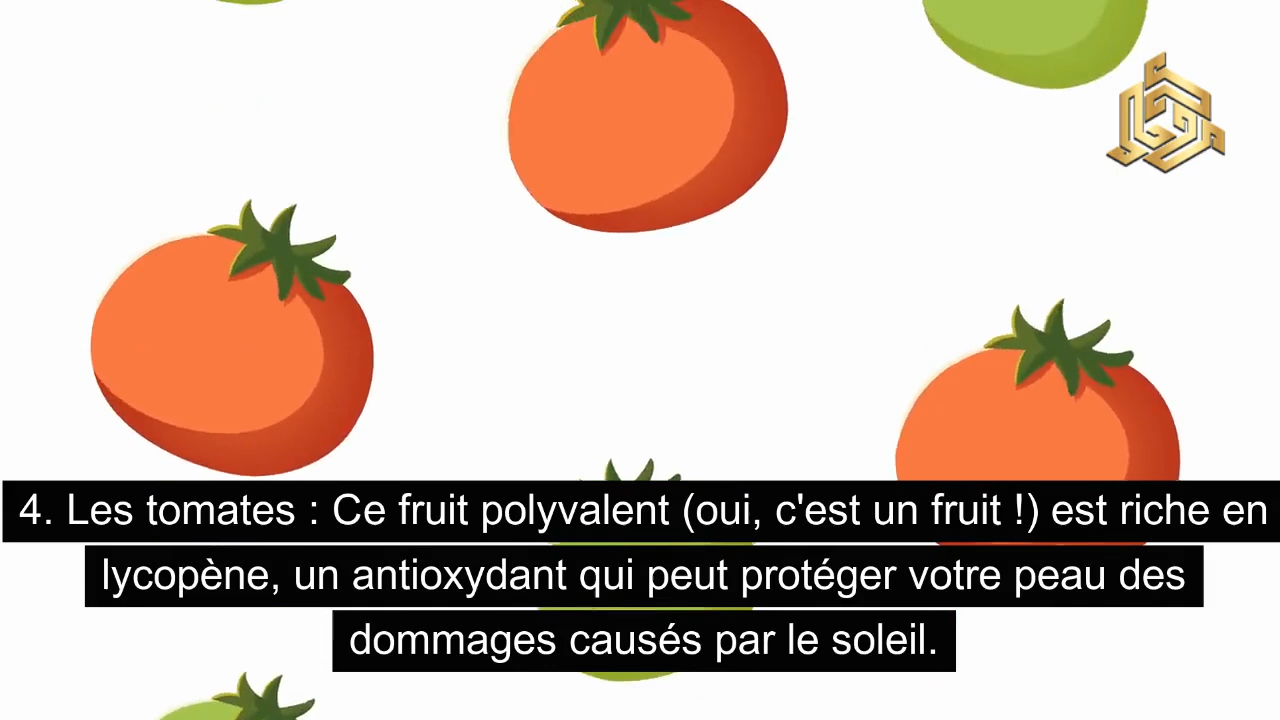 4. Les tomates : Ce fruit polyvalent (oui, c'est un fruit !) est riche en
lycopène, un antioxydant qui peut protéger votre peau des
dommages causés par le soleil.